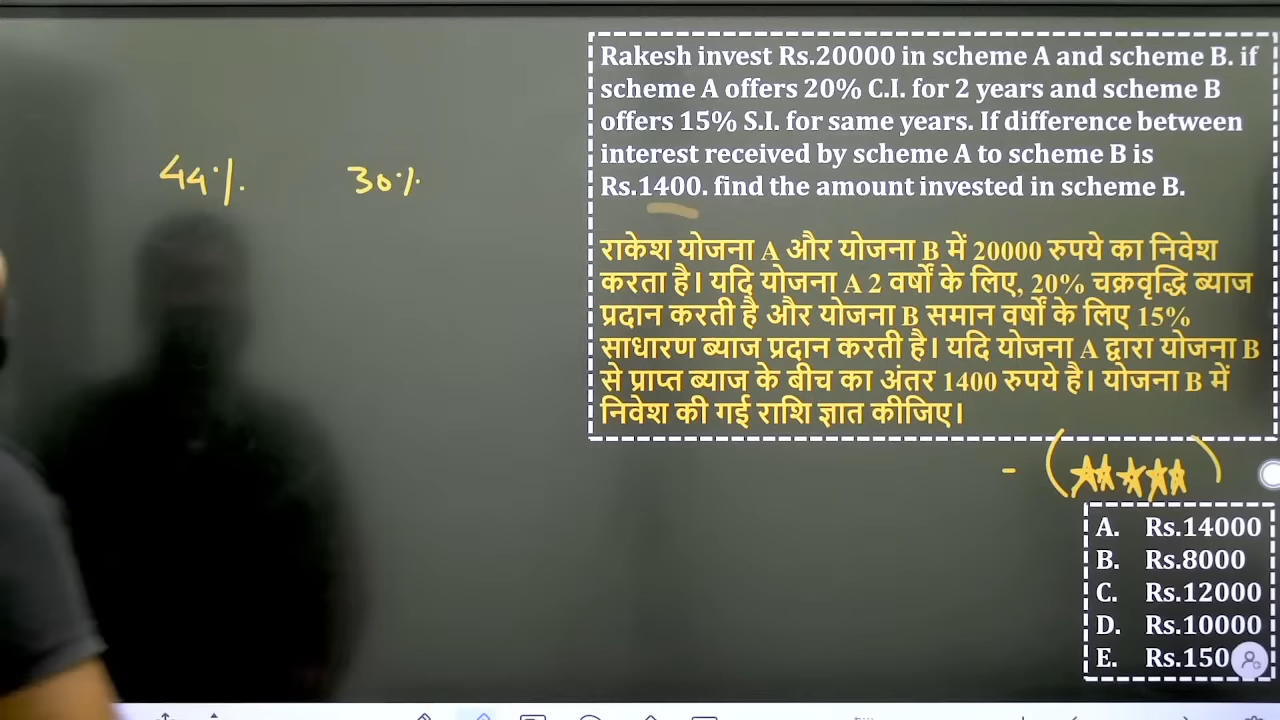 44%. 30%.
Rakesh invest Rs.20000 in scheme A and scheme B. if
scheme A offers 20% C.I. for 2 years and scheme B
offers 15% S.I. for same years. If difference between
interest received by scheme A to scheme B is
Rs.1400. find the amount invested in scheme B.
राकेश योजना A और योजना B में 20000 रुपये का निवेश
करता है। यदि योजना A 2 वर्षों के लिए, 20% चक्रवृद्धि ब्याज
प्रदान करती है और योजना B समान वर्षों के लिए 15%
साधारण ब्याज प्रदान करती है। यदि योजना A द्वारा योजना B
से प्राप्त ब्याज के बीच का अंतर 1400 रुपये है। योजना B में
निवेश की गई राशि ज्ञात कीजिए।
A. Rs.14000
B. Rs.8000
C. Rs.12000
D. Rs.10000
E. Rs.150